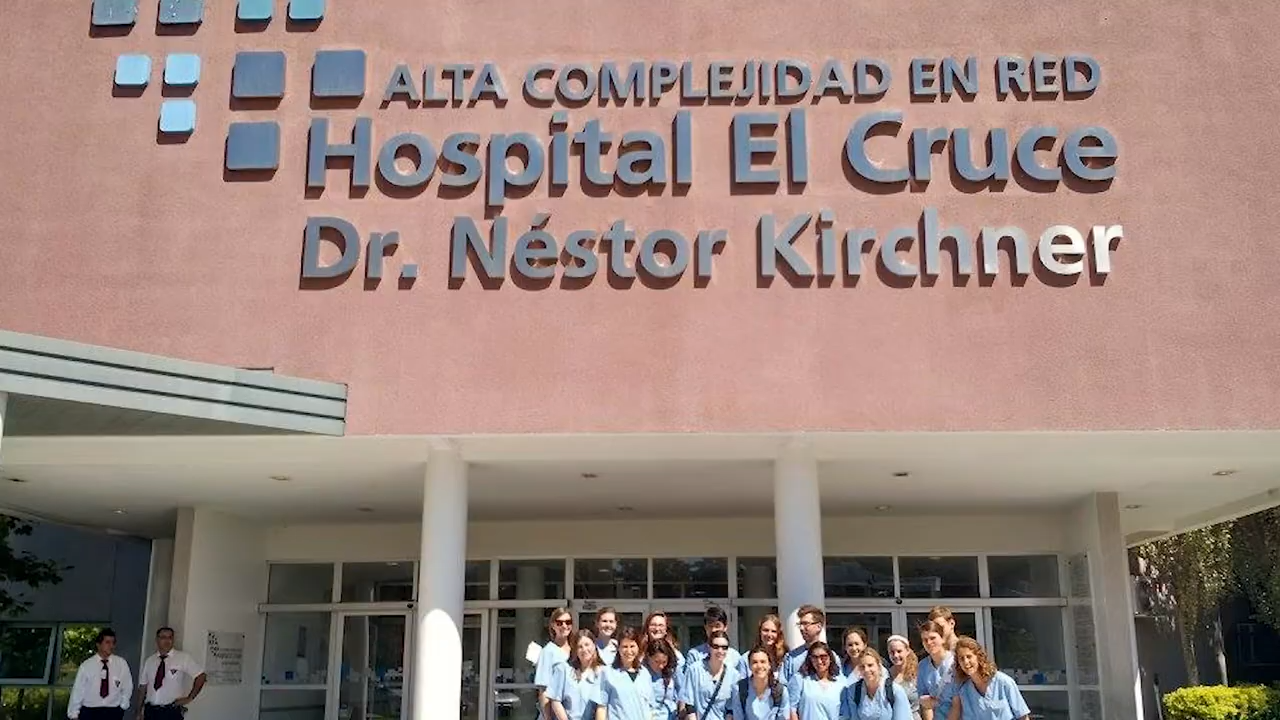 ALTA COMPLEJIDAD EN RED
Hospital El Cruce
Dr. Néstor Kirchner